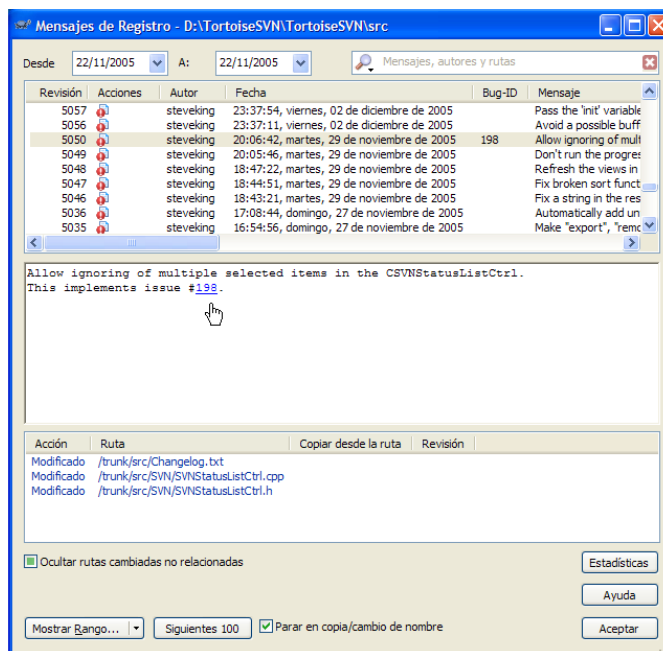 Mensajes de Registro - D:\TortoiseSVN\TortoiseSVN\src
Desde 22/11/2005 A: 22/11/2005 Mensajes, autores y rutas
Revisión Acciones Autor Fecha Bug-ID Mensaje
5057 steveking 23:37:54, viernes, 02 de diciembre de 2005 Pass the 'init' variable
5056 steveking 23:37:11, viernes, 02 de diciembre de 2005 Avoid a possible buff
5050 steveking 20:06:42, martes, 29 de noviembre de 2005 198 Allow ignoring of mult
5049 steveking 20:05:46, martes, 29 de noviembre de 2005 Don't run the progres
5048 steveking 18:47:22, martes, 29 de noviembre de 2005 Refresh the views in
5047 steveking 18:44:51, martes, 29 de noviembre de 2005 Fix broken sort funct
5046 steveking 18:43:21, martes, 29 de noviembre de 2005 Fix a string in the res
5036 steveking 17:08:44, domingo, 27 de noviembre de 2005 Automatically add un
5035 steveking 16:54:56, domingo, 27 de noviembre de 2005 Make "export", "remo
Allow ignoring of multiple selected items in the CSVNStatusListCtrl.
This implements issue #198.
Acción Ruta Copiar desde la ruta Revisión
Modificado /trunk/src/Changelog.txt
Modificado /trunk/src/SVN/SVNStatusListCtrl.cpp
Modificado /trunk/src/SVN/SVNStatusListCtrl.h
Ocultar rutas cambiadas no relacionadas
Estadísticas
Ayuda
Mostrar Rango... Siguientes 100 Parar en copia/cambio de nombre Aceptar